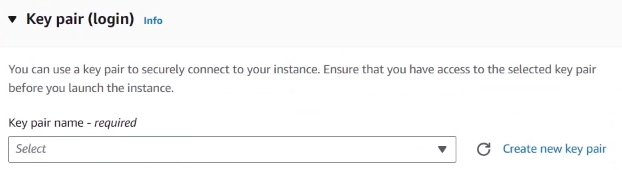 Key pair (login) Info
You can use a key pair to securely connect to your instance. Ensure that you have access to the selected key pair
before you launch the instance.
Key pair name - required
Select
Create new key pair